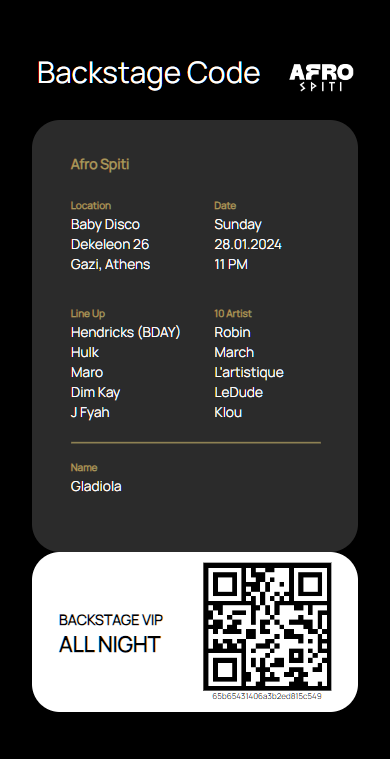 Backstage Code
AFRO
SPITI
Afro Spiti
Location
Baby Disco
Dekeleon 26
Gazi, Athens
Date
Sunday
28.01.2024
11 PM
Line Up
Hendricks (BDAY)
Hulk
Maro
Dim Kay
J Fyah
10 Artist
Robin
March
L'artistique
LeDude
Klou
Name
Gladiola
BACKSTAGE VIP
ALL NIGHT
65b65431406a3b2ed815c549